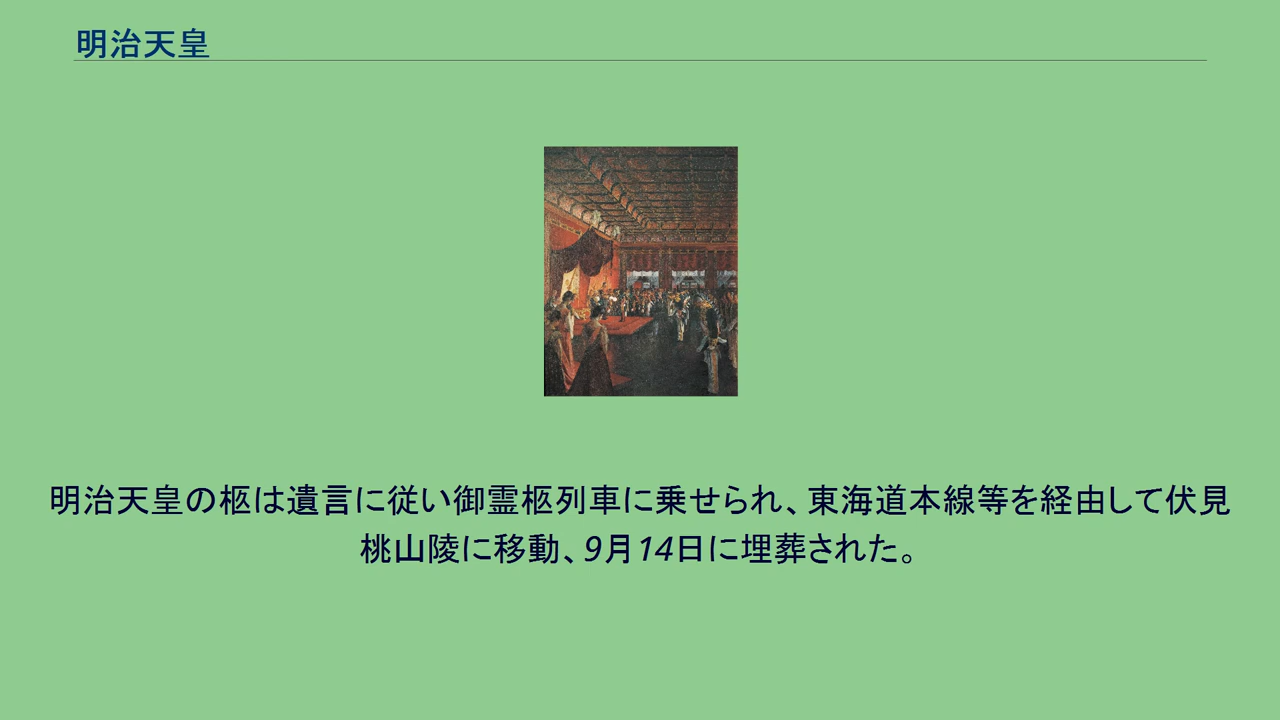 明治天皇
明治天皇の柩は遺言に従い御霊柩列車に乗せられ、東海道本線等を経由して伏見
桃山陵に移動、9月14日に埋葬された。